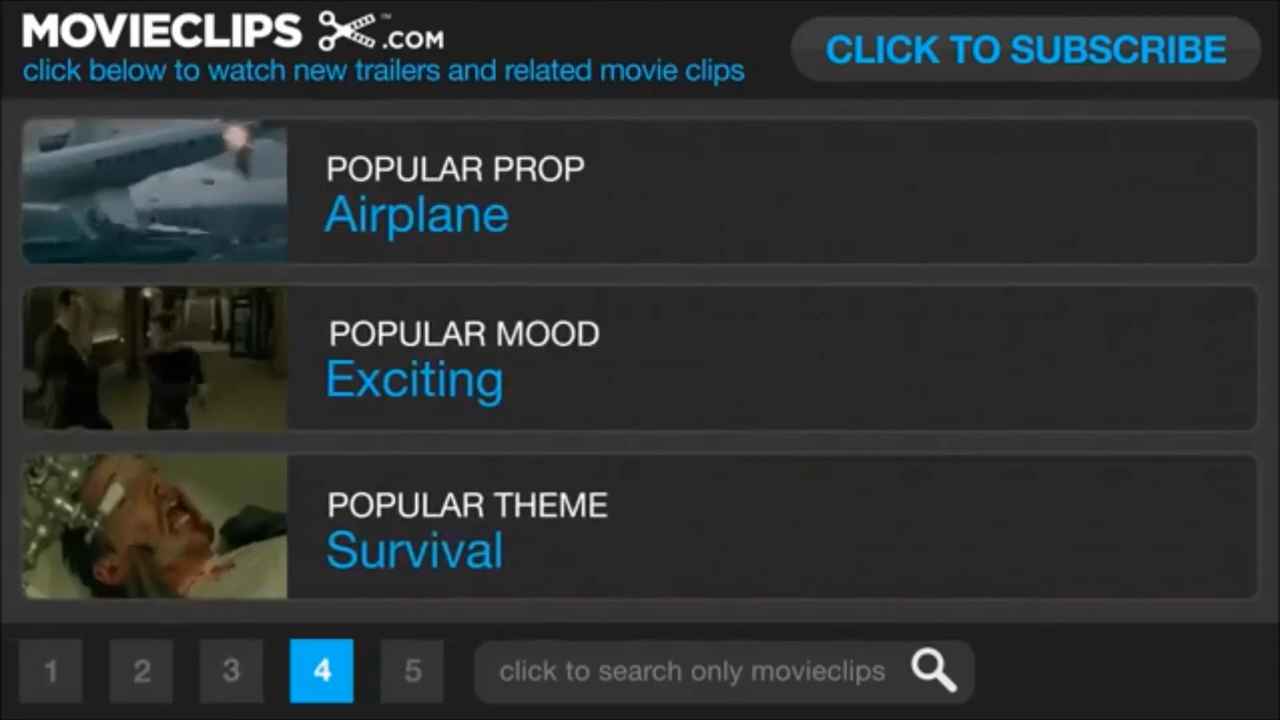 MOVIECLIPS .COM™
click below to watch new trailers and related movie clips
CLICK TO SUBSCRIBE
POPULAR PROP
Airplane
POPULAR MOOD
Exciting
POPULAR THEME
Survival
1 2 3 4 5
click to search only movieclips